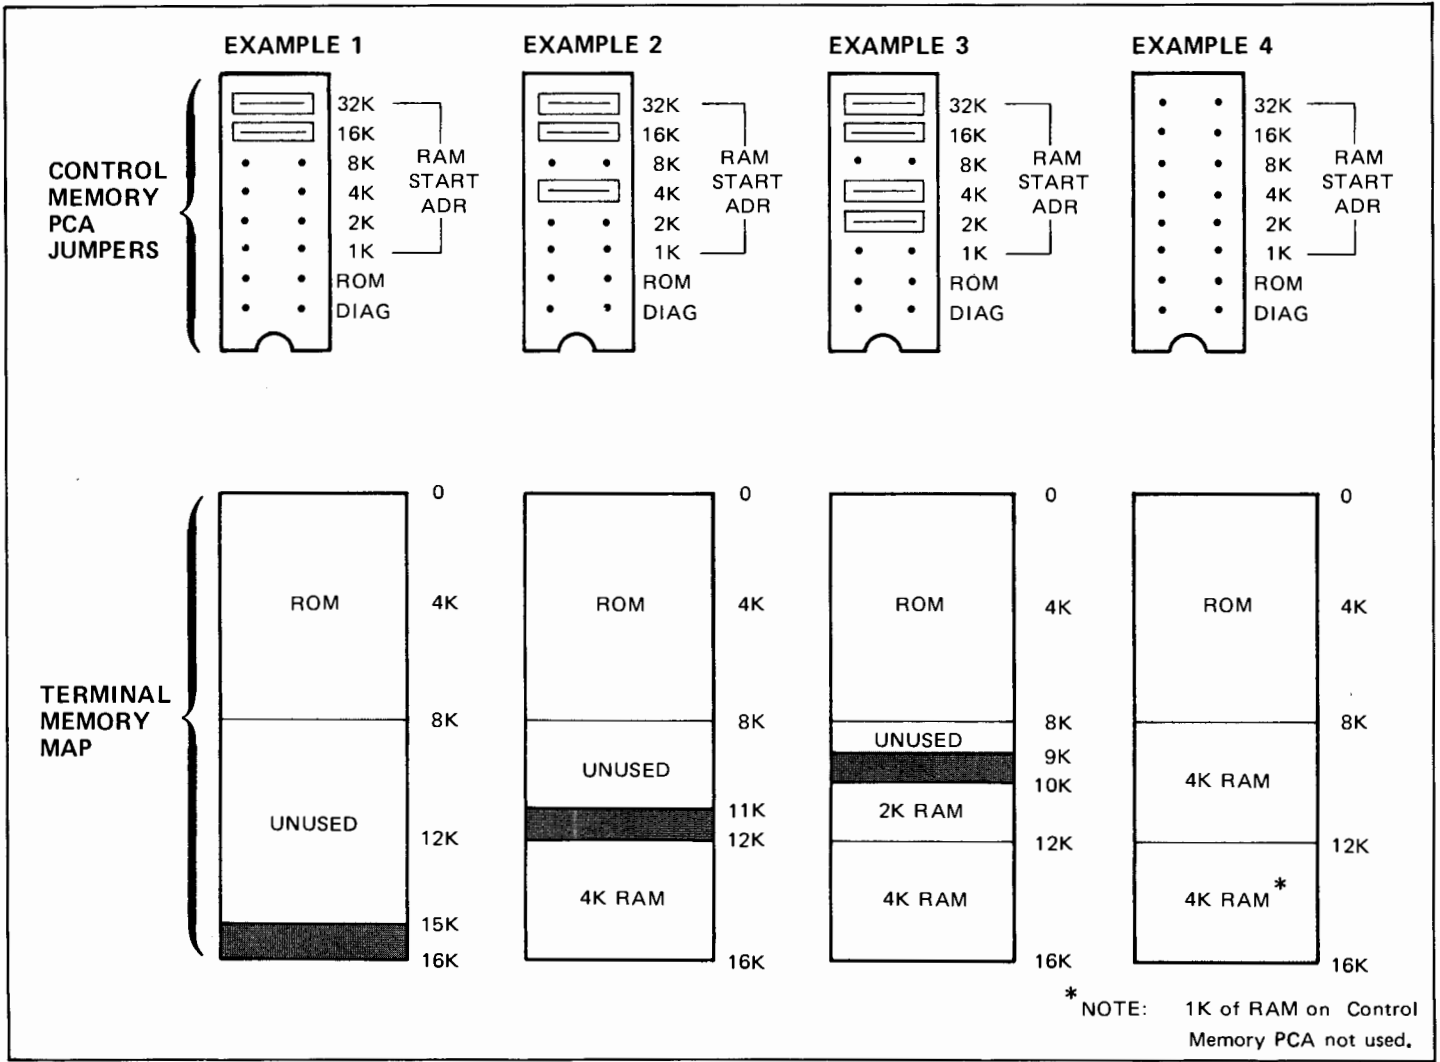 EXAMPLE 1
EXAMPLE 2
EXAMPLE 3
EXAMPLE 4
CONTROL
MEMORY
PCA
JUMPERS
32K
16K
8K
4K
2K
1K
ROM
DIAG
RAM
START
ADR
32K
16K
8K
4K
2K
1K
ROM
DIAG
RAM
START
ADR
32K
16K
8K
4K
2K
1K
ROM
DIAG
RAM
START
ADR
32K
16K
8K
4K
2K
1K
ROM
DIAG
RAM
START
ADR
TERMINAL
MEMORY
MAP
ROM
UNUSED
0
4K
8K
12K
15K
16K
ROM
UNUSED
4K RAM
0
4K
8K
11K
12K
16K
ROM
UNUSED
2K RAM
4K RAM
0
4K
8K
9K
10K
12K
16K
ROM
4K RAM
4K RAM*
0
4K
8K
12K
16K
*NOTE: 1K of RAM on Control
Memory PCA not used.